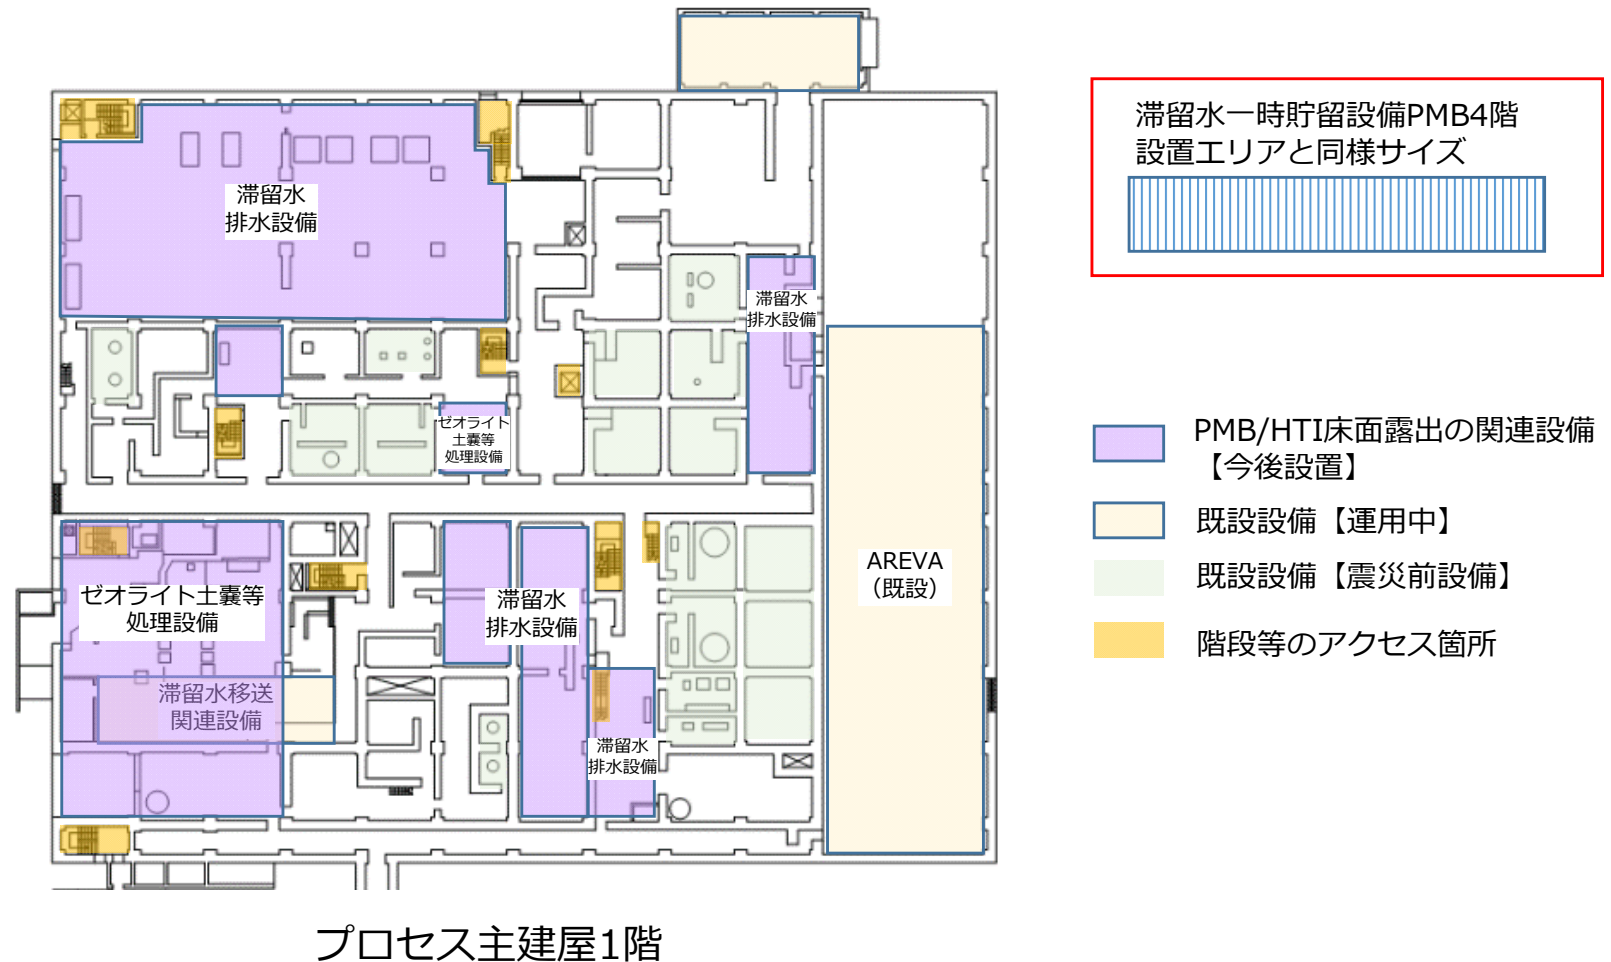 滞留水一時貯留設備PMB4階
設置エリアと同様サイズ
滞留水
排水設備
滞留水
排水設備
ゼオライト
土嚢等
処理設備
PMB/HTI床面露出の関連設備
【今後設置】
既設設備【運用中】
既設設備【震災前設備】
階段等のアクセス箇所
AREVA
（既設）
ゼオライト土嚢等
処理設備
滞留水
排水設備
滞留水移送
関連設備
滞留水
排水設備
プロセス主建屋1階